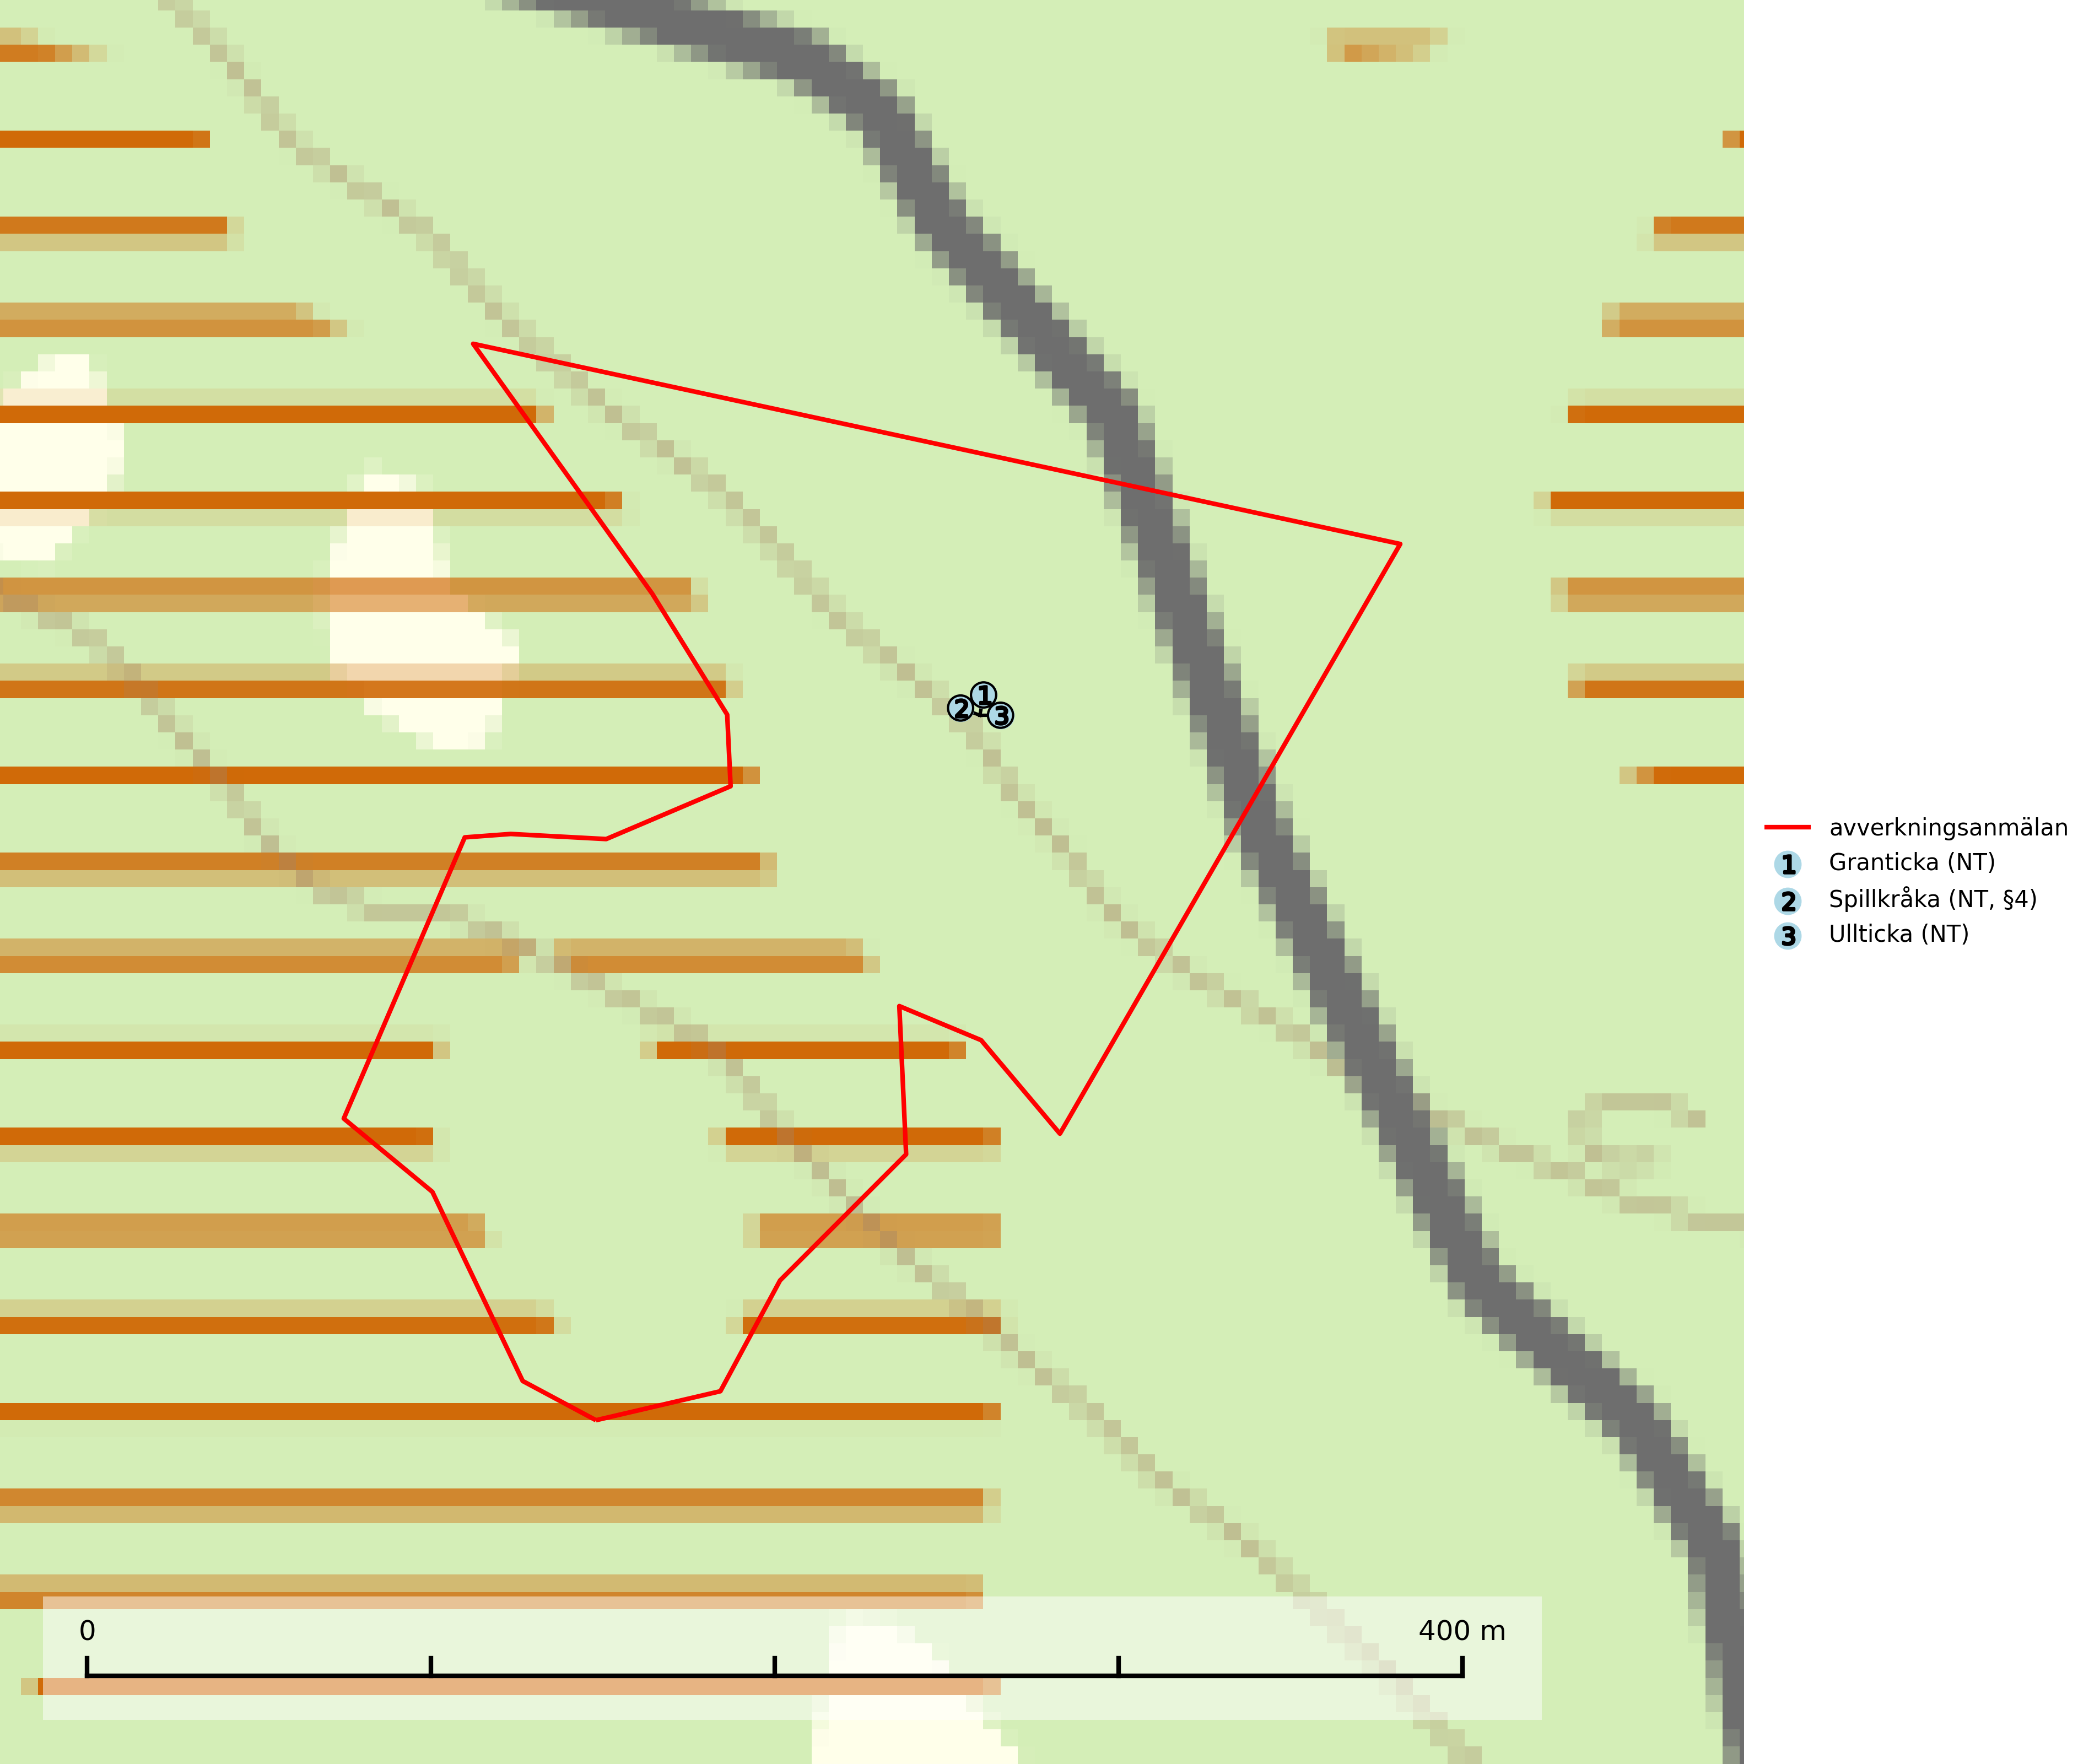 1
2 3
avverkningsanmälan
1 Granticka (NT)
2 Spillkråka (NT, §4)
3 Ullticka (NT)
0 400 m